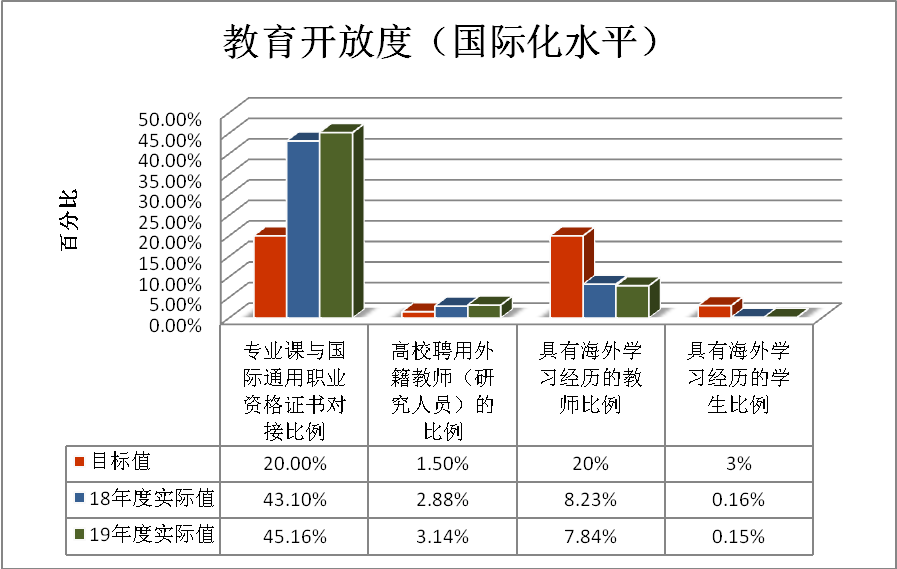 教育开放度（国际化水平）
百分比
50.00%
45.00%
40.00%
35.00%
30.00%
25.00%
20.00%
15.00%
10.00%
5.00%
0.00%
专业课与国
际通用职业
资格证书对
接比例
高校聘用外
籍教师（研
究人员）的
比例
具有海外学
习经历的教
师比例
具有海外学
习经历的学
生比例
目标值 20.00% 1.50% 20% 3%
18年度实际值 43.10% 2.88% 8.23% 0.16%
19年度实际值 45.16% 3.14% 7.84% 0.15%